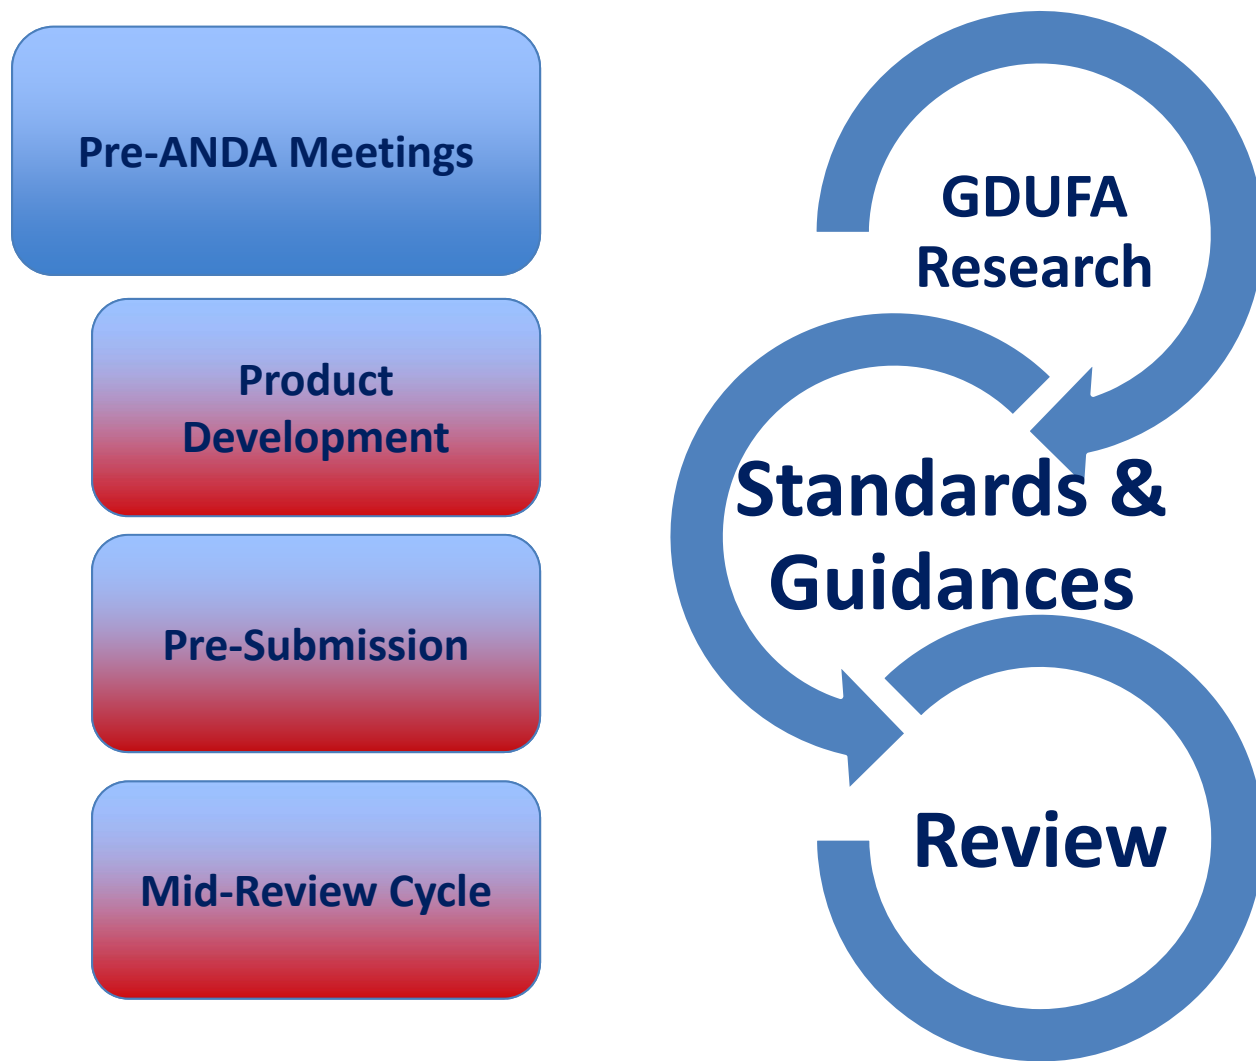 Pre-ANDA Meetings
Product
Development
Pre-Submission
Mid-Review Cycle
GDUFA
Research
Standards &
Guidances
Review